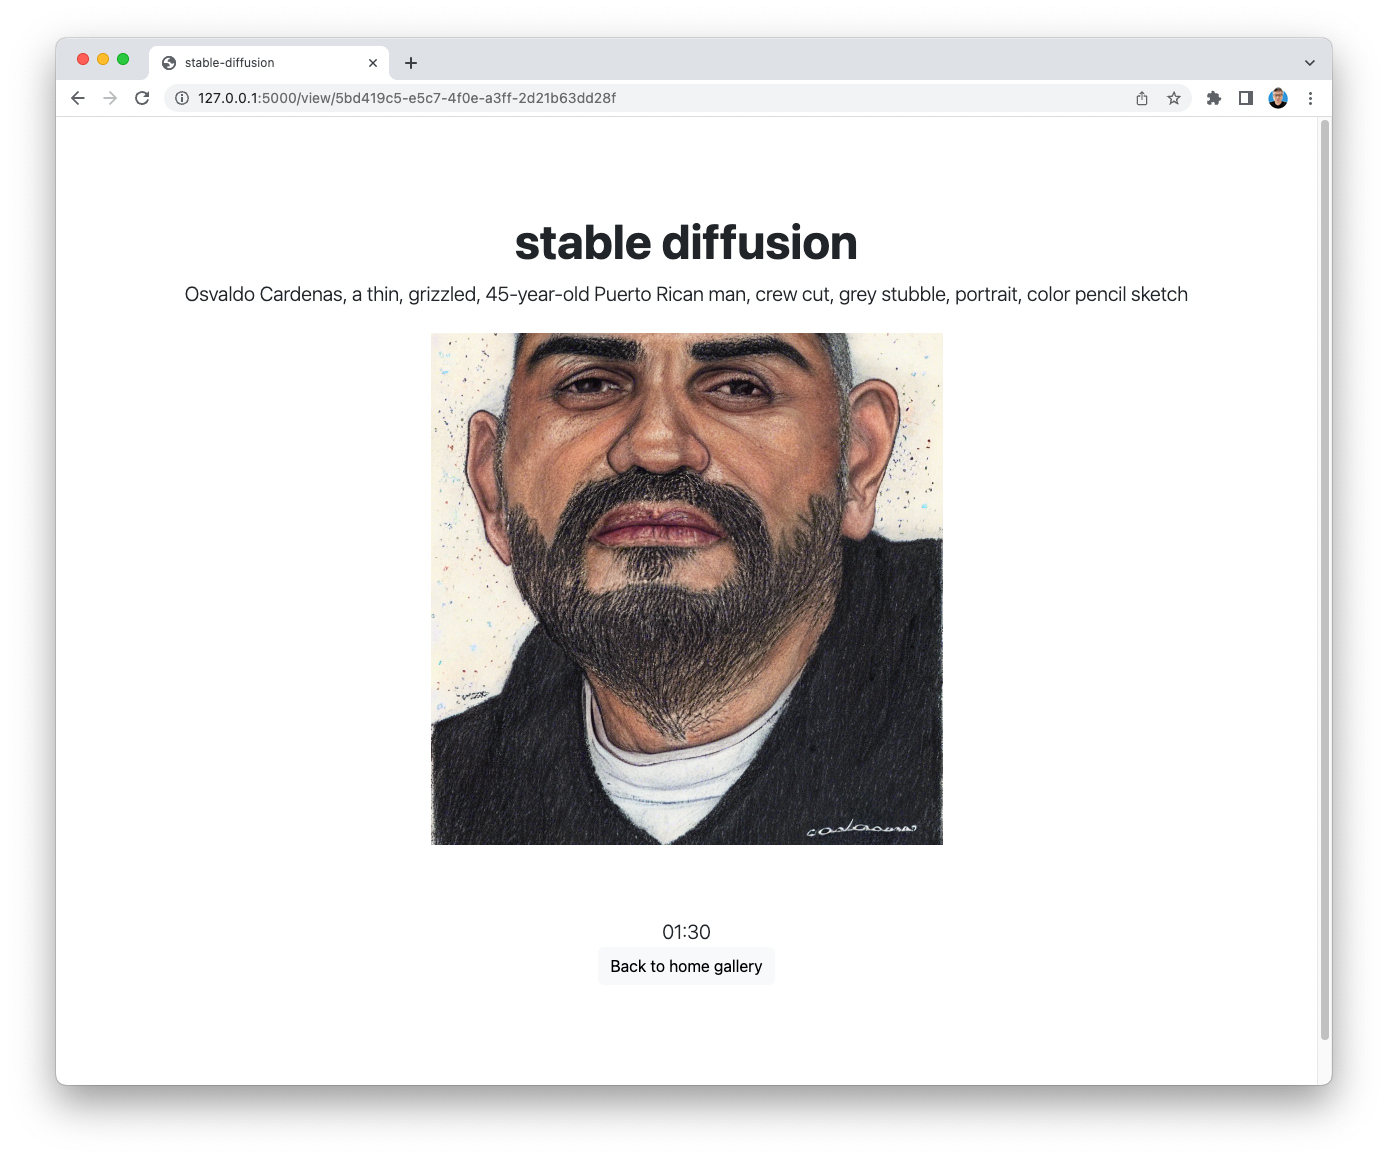 stable-diffusion
127.0.0.1:5000/view/5bd419c5-e5c7-4f0e-a3ff-2d21b63dd28f
stable diffusion
Osvaldo Cardenas, a thin, grizzled, 45-year-old Puerto Rican man, crew cut, grey stubble, portrait, color pencil sketch
01:30
Back to home gallery